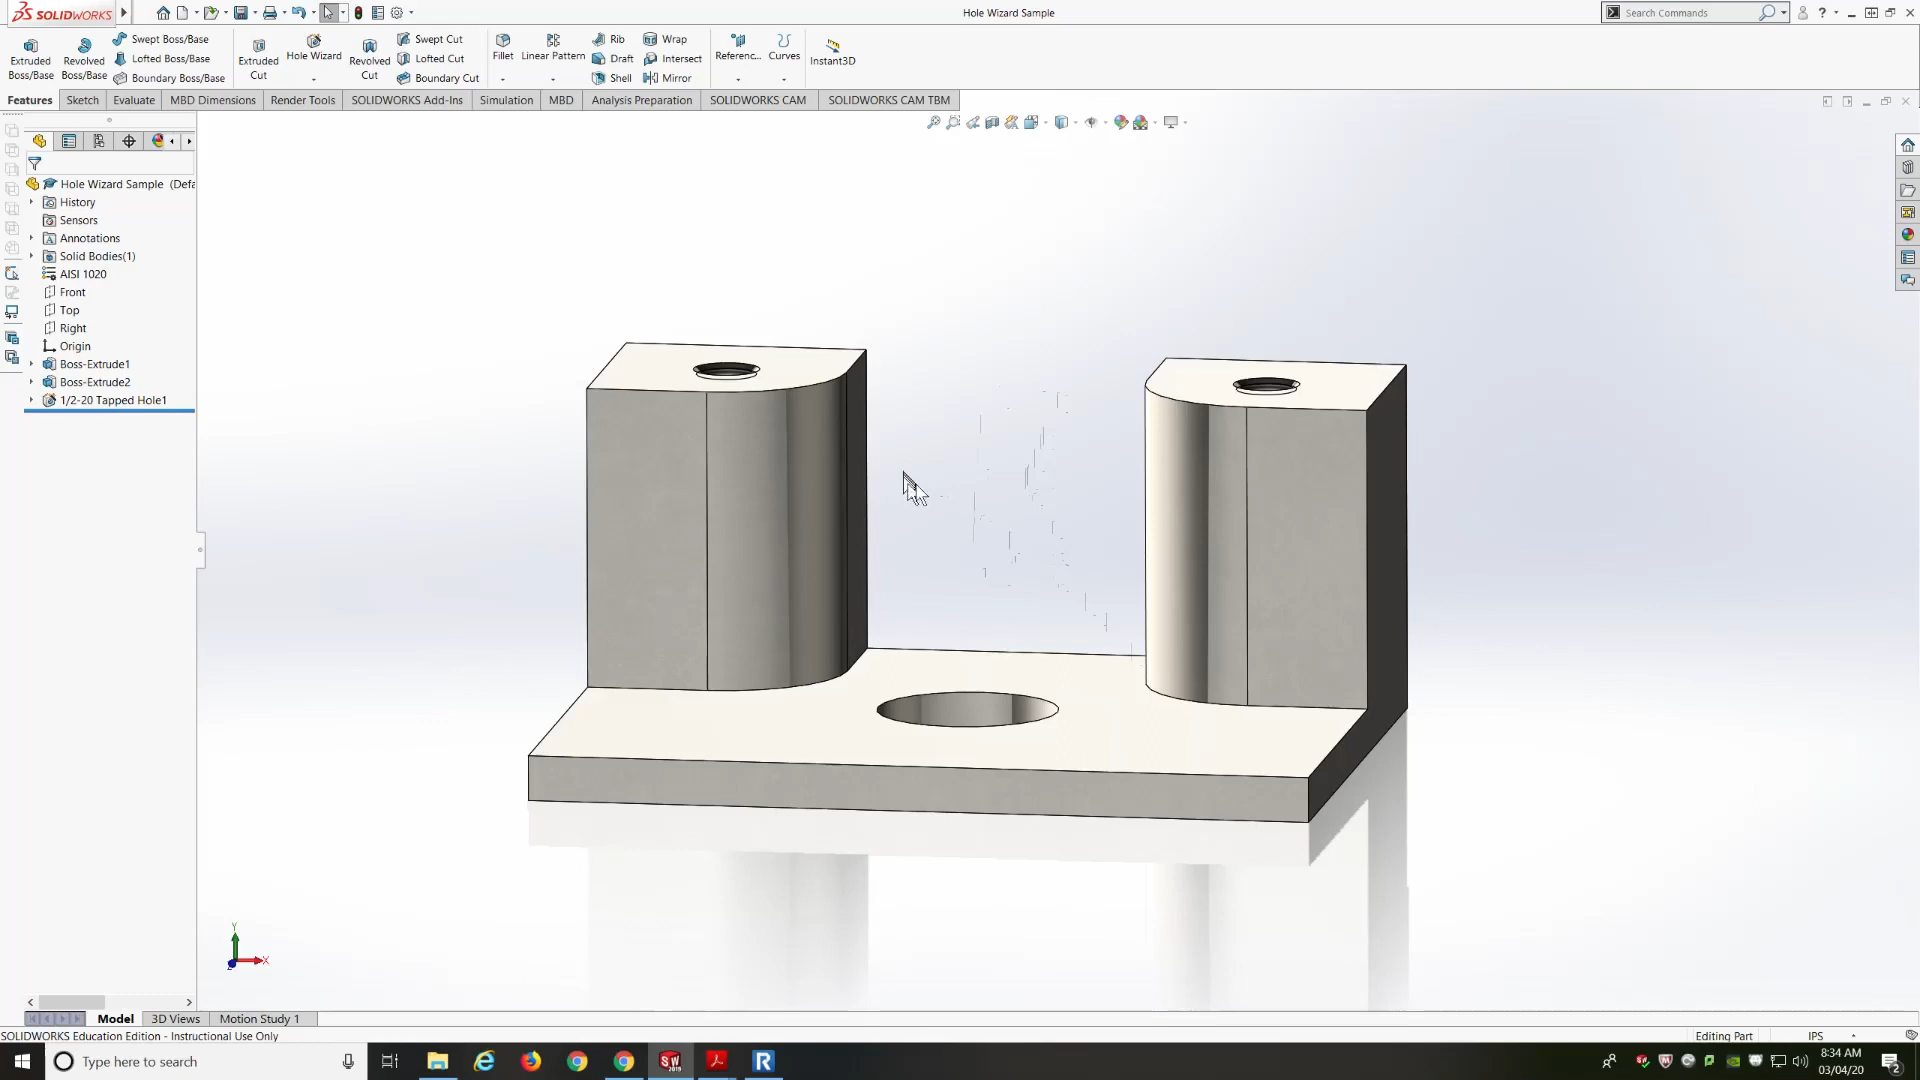 SOLIDWORKS
Hole Wizard Sample
Search Commands
Extruded Boss/Base
Revolved Boss/Base
Swept Boss/Base
Lofted Boss/Base
Boundary Boss/Base
Extruded Cut
Hole Wizard
Revolved Cut
Swept Cut
Lofted Cut
Boundary Cut
Fillet
Linear Pattern
Rib
Draft
Shell
Wrap
Intersect
Mirror
Referenc...
Curves
Instant3D
Features
Sketch
Evaluate
MBD Dimensions
Render Tools
SOLIDWORKS Add-Ins
Simulation
MBD
Analysis Preparation
SOLIDWORKS CAM
SOLIDWORKS CAM TBM
Hole Wizard Sample (Defa
History
Sensors
Annotations
Solid Bodies(1)
AISI 1020
Front
Top
Right
Origin
Boss-Extrude1
Boss-Extrude2
1/2-20 Tapped Hole1
Y
X
Z
Model
3D Views
Motion Study 1
SOLIDWORKS Education Edition - Instructional Use Only
Editing Part
IPS
Type here to search
8:34 AM
03/04/20
2